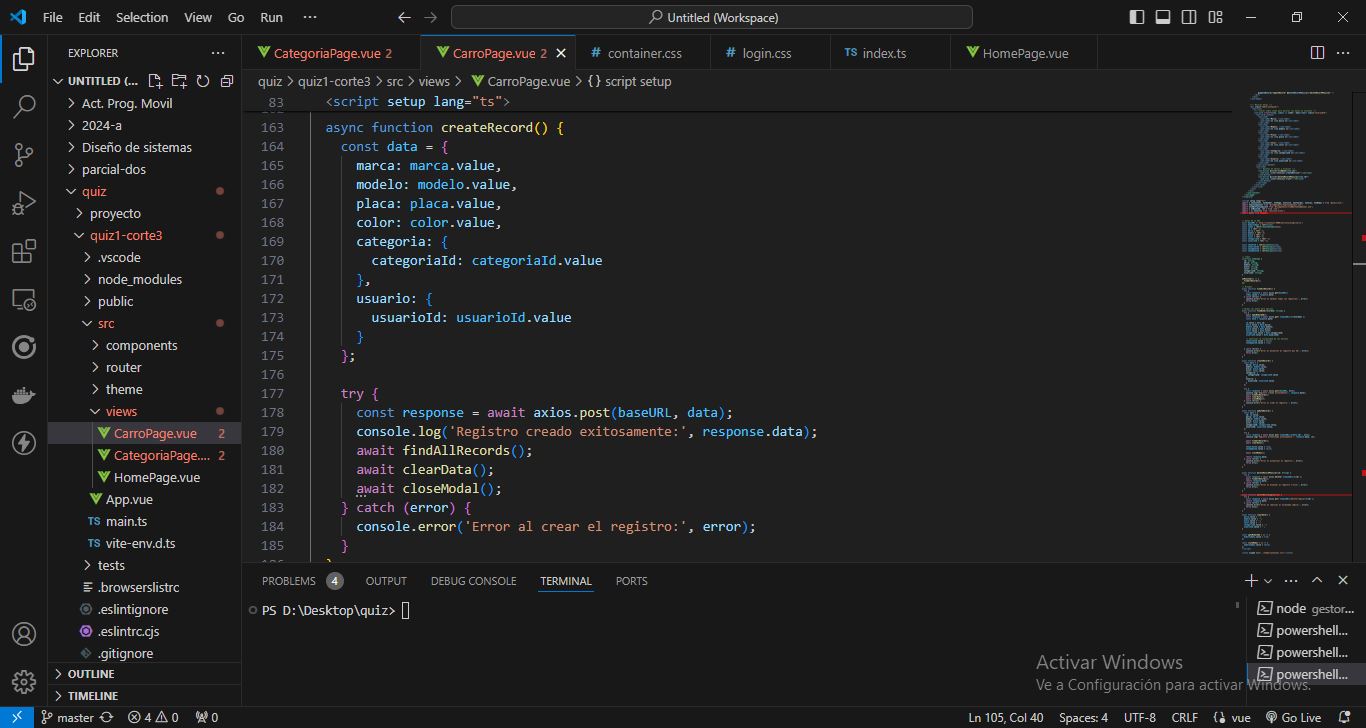 File Edit Selection View Go Run ··· Untitled (Workspace)
EXPLORER ···
CategoriaPage.vue 2 CarroPage.vue 2 # container.css # login.css TS index.ts HomePage.vue ···
UNTITLED (...
quiz > quiz1-corte3 > src > views > CarroPage.vue > {} script setup
Act. Prog. Movil
2024-a
Diseño de sistemas
parcial-dos
quiz
proyecto
quiz1-corte3
.vscode
node_modules
public
src
components
router
theme
views
CarroPage.vue 2
CategoriaPage.... 2
HomePage.vue
App.vue
TS main.ts
TS vite-env.d.ts
tests
.browserslistrc
.eslintignore
.eslintrc.cjs
.gitignore
OUTLINE
TIMELINE
83 <script setup lang="ts">
163 async function createRecord() {
164 const data = {
165 marca: marca.value,
166 modelo: modelo.value,
167 placa: placa.value,
168 color: color.value,
169 categoria: {
170 categoriaId: categoriaId.value
171 },
172 usuario: {
173 usuarioId: usuarioId.value
174 }
175 };
176
177 try {
178 const response = await axios.post(baseURL, data);
179 console.log('Registro creado exitosamente:', response.data);
180 await findAllRecords();
181 await clearData();
182 await closeModal();
183 } catch (error) {
184 console.error('Error al crear el registro:', error);
185 }
PROBLEMS 4 OUTPUT DEBUG CONSOLE TERMINAL PORTS ···
PS D:\Desktop\quiz>
node gestor...
powershell...
powershell...
powershell...
Activar Windows
Ve a Configuración para activar Windows.
master 4 0 0 Ln 105, Col 40 Spaces: 4 UTF-8 CRLF {} vue Go Live